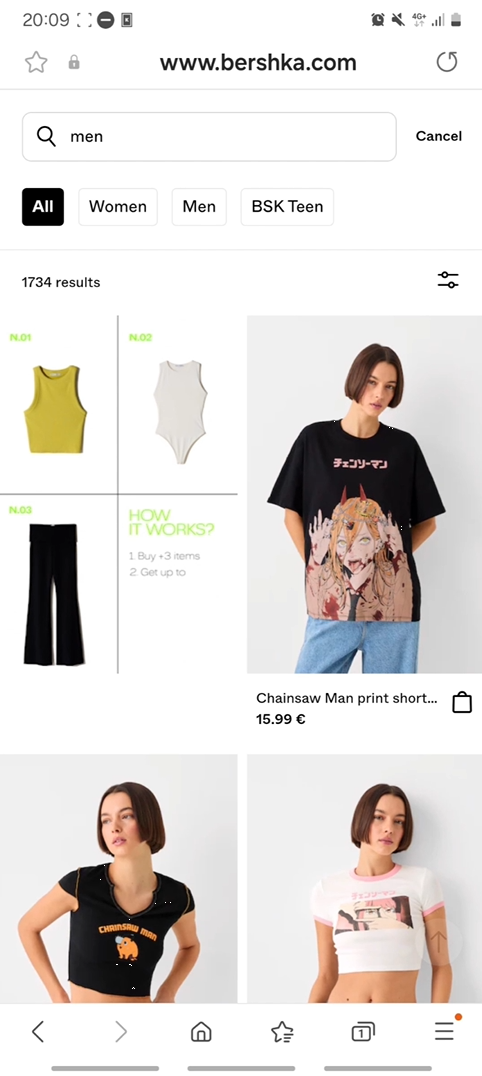 20:09
4G+
www.bershka.com
men
Cancel
All
Women
Men
BSK Teen
1734 results
N.01
N.02
N.03
HOW
IT WORKS?
1. Buy +3 items
2. Get up to
チェンソーマン
Chainsaw Man print short...
15.99 €
CHAINSAW MAN
チェンソーマン
1